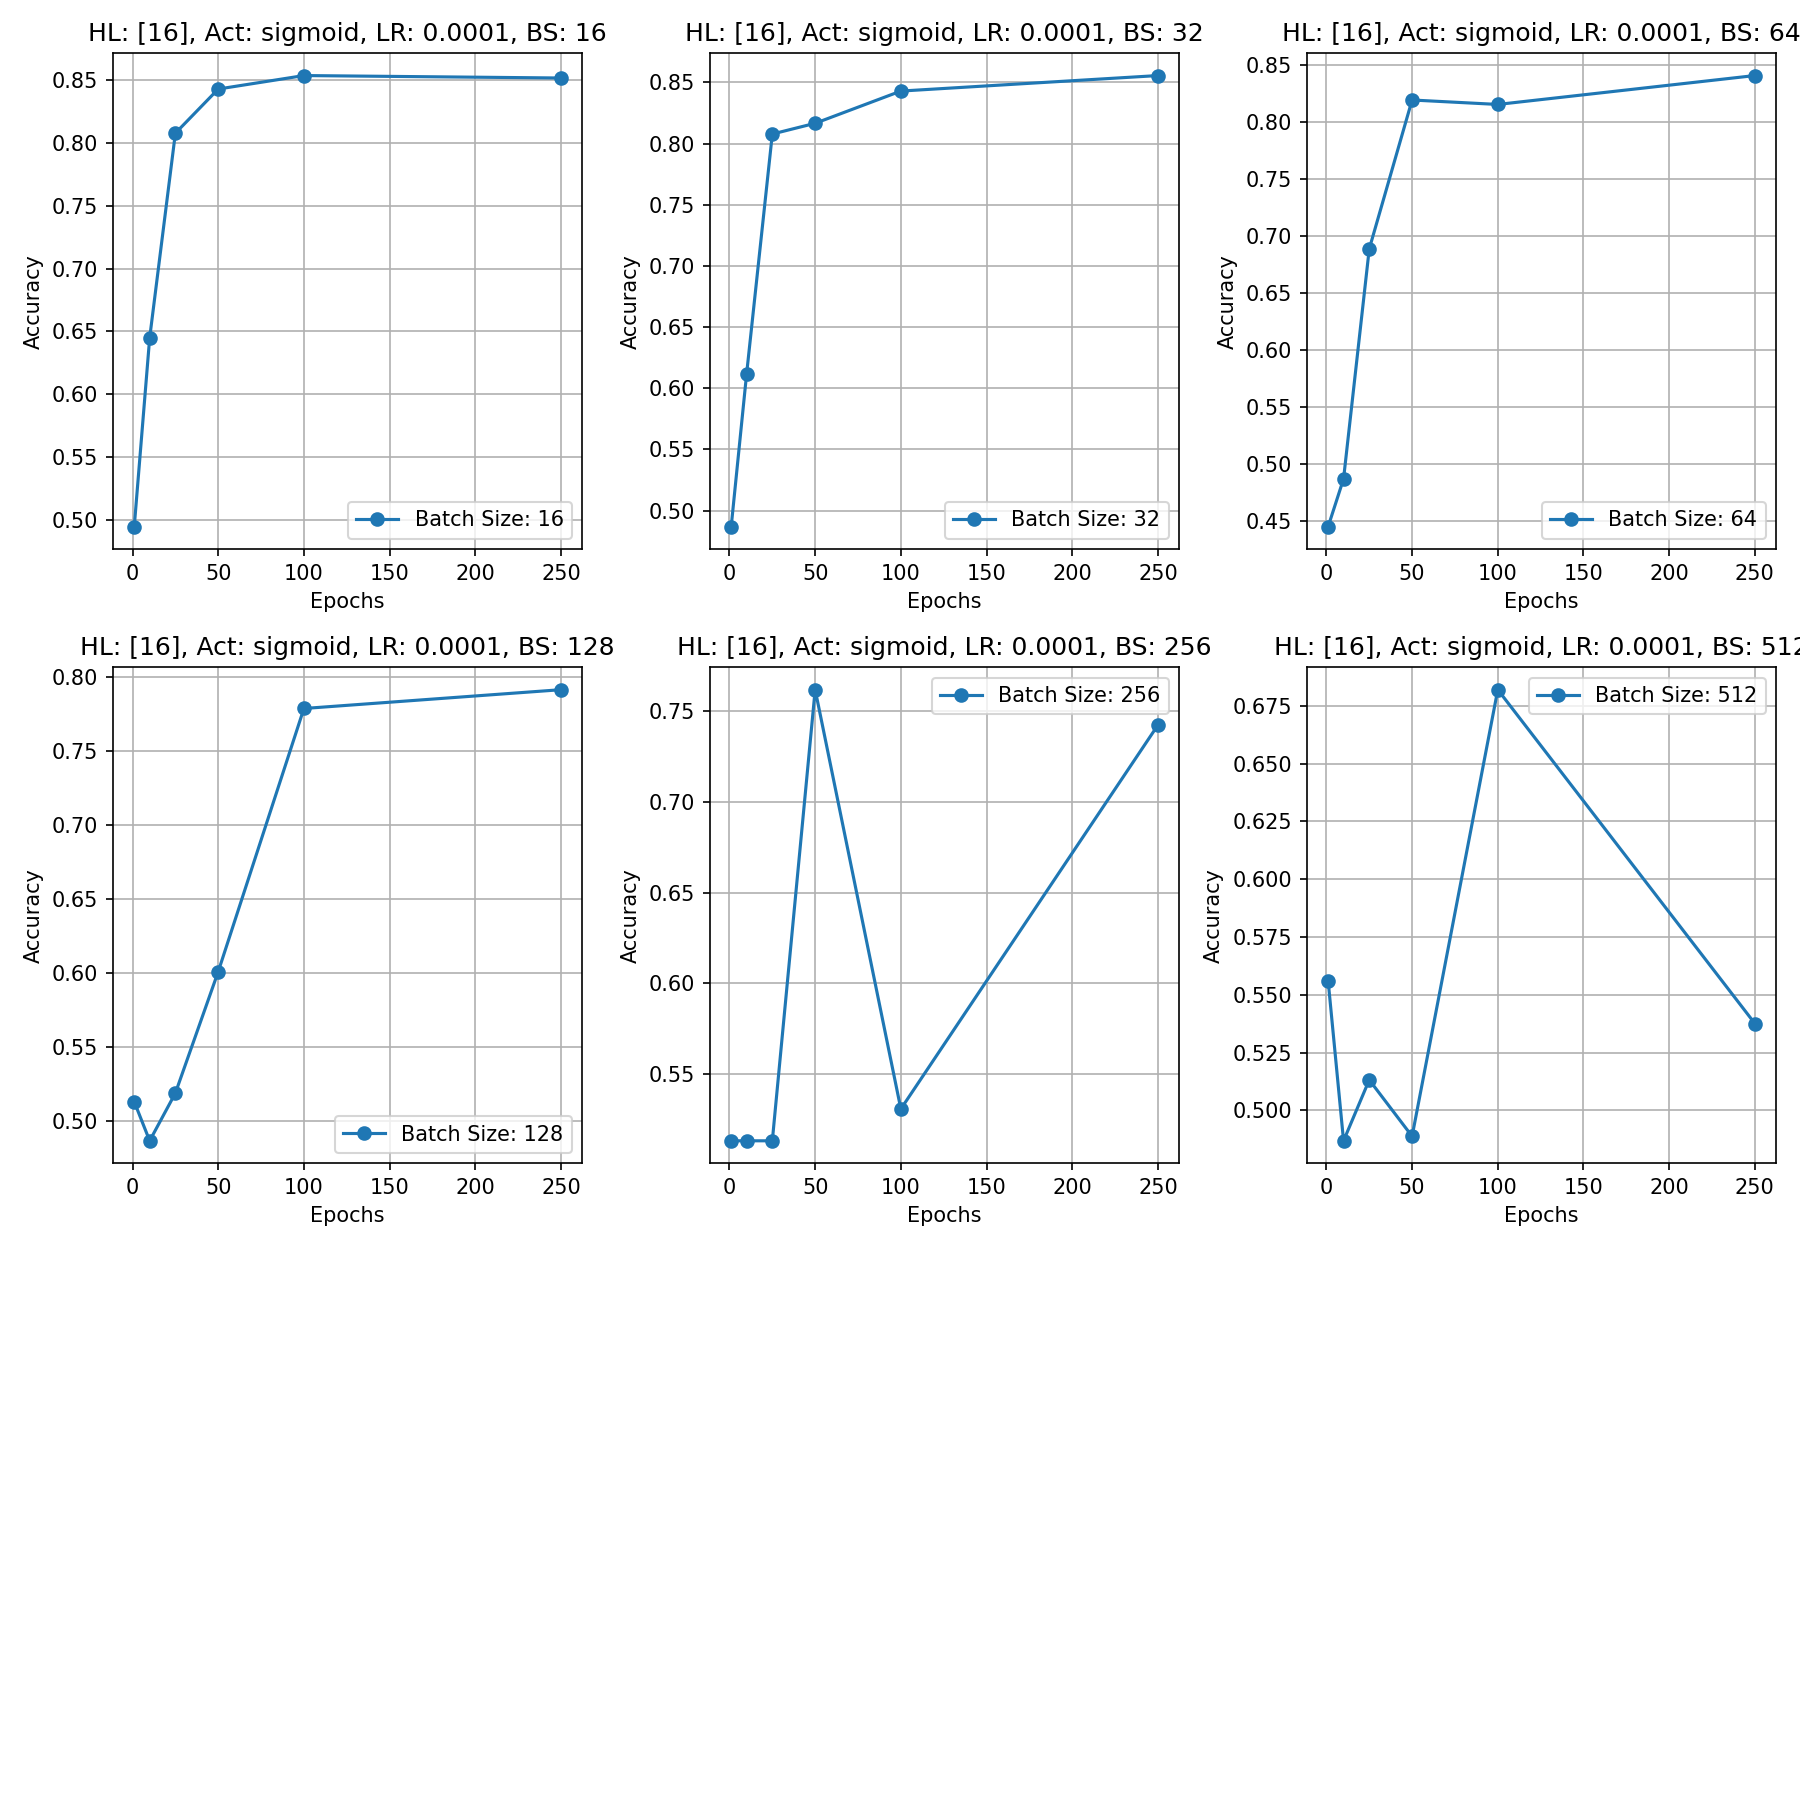 HL: [16], Act: sigmoid, LR: 0.0001, BS: 16
0.85
0.80
0.75
0.70
0.65
0.60
0.55
0.50
Accuracy
Batch Size: 16
0 50 100 150 200 250
Epochs
HL: [16], Act: sigmoid, LR: 0.0001, BS: 32
0.85
0.80
0.75
0.70
0.65
0.60
0.55
0.50
Accuracy
Batch Size: 32
0 50 100 150 200 250
Epochs
HL: [16], Act: sigmoid, LR: 0.0001, BS: 64
0.85
0.80
0.75
0.70
0.65
0.60
0.55
0.50
0.45
Accuracy
Batch Size: 64
0 50 100 150 200 250
Epochs
HL: [16], Act: sigmoid, LR: 0.0001, BS: 128
0.80
0.75
0.70
0.65
0.60
0.55
0.50
Accuracy
Batch Size: 128
0 50 100 150 200 250
Epochs
HL: [16], Act: sigmoid, LR: 0.0001, BS: 256
Batch Size: 256
0.75
0.70
0.65
0.60
0.55
Accuracy
0 50 100 150 200 250
Epochs
HL: [16], Act: sigmoid, LR: 0.0001, BS: 512
Batch Size: 512
0.675
0.650
0.625
0.600
0.575
0.550
0.525
0.500
Accuracy
0 50 100 150 200 250
Epochs